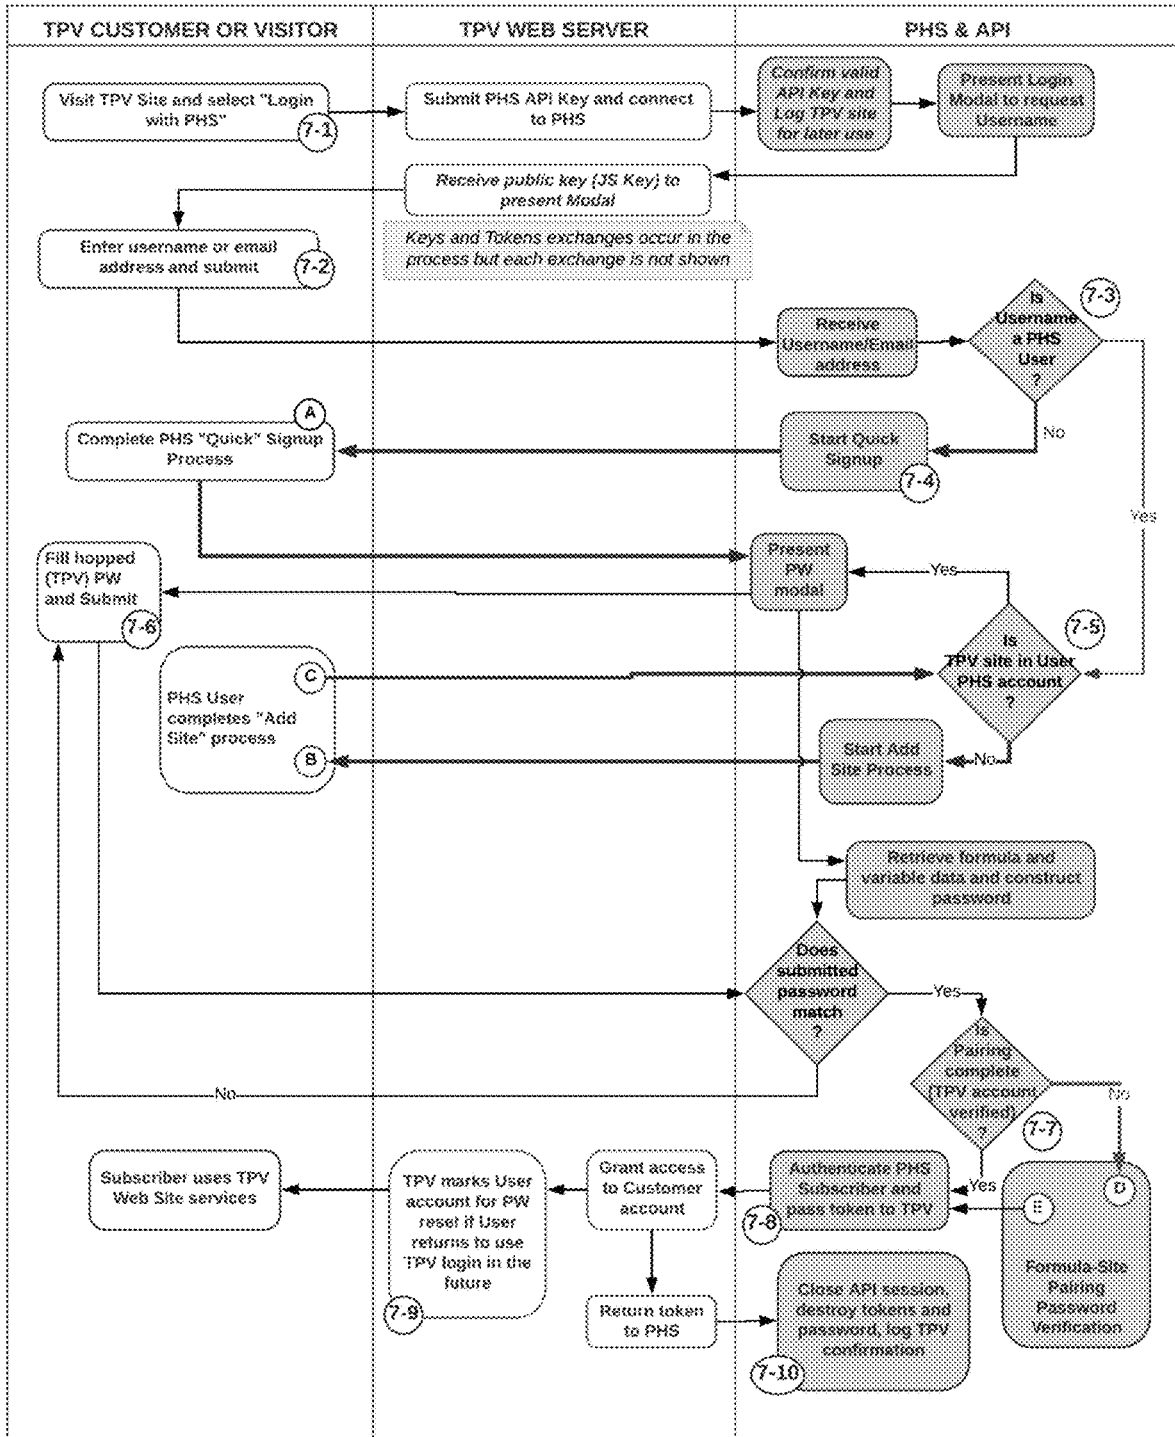 TPV CUSTOMER OR VISITOR
TPV WEB SERVER
PHS & API
Visit TPV Site and select "Login
with PHS"
7-1
Submit PHS API Key and connect
to PHS
Confirm valid
API Key and
Log TPV site
for later use
Present Login
Modal to request
Username
Receive public key (JS Key) to
present Modal
Keys and Tokens exchanges occur in the
process but each exchange is not shown
Enter username or email
address and submit
7-2
Receive
Username/Email
address
Is
Username
a PHS
User
?
7-3
No
Yes
Start Quick
Signup
7-4
A
Complete PHS "Quick" Signup
Process
Present
PW
modal
Yes
Fill hopped
(TPV) PW
and Submit
7-6
Is
TPV site in User
PHS account
?
7-5
C
PHS User
completes "Add
Site" process
B
Start Add
Site Process
No
Retrieve formula and
variable data and construct
password
Does
submitted
password
match
?
Yes
No
Is
Pairing
complete
(TPV account
verified)
?
7-7
No
Yes
Subscriber uses TPV
Web Site services
TPV marks User
account for PW
reset if User
returns to use
TPV login in the
future
7-9
Grant access
to Customer
account
Authenticate PHS
Subscriber and
pass token to TPV
7-8
D
E
Formula-Site
Pairing
Password
Verification
Return token
to PHS
Close API session,
destroy tokens and
password, log TPV
confirmation
7-10